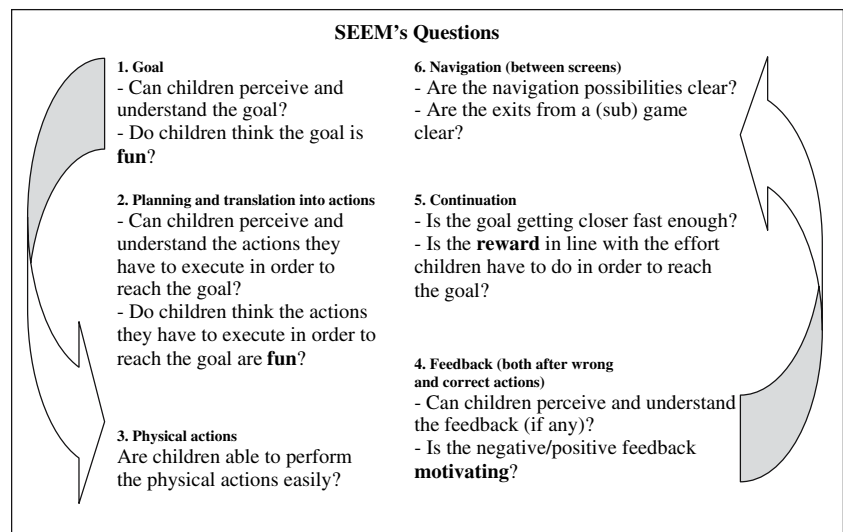 SEEM's Questions
1. Goal
- Can children perceive and
understand the goal?
- Do children think the goal is
fun?
2. Planning and translation into actions
- Can children perceive and
understand the actions they
have to execute in order to
reach the goal?
- Do children think the actions
they have to execute in order to
reach the goal are fun?
3. Physical actions
Are children able to perform
the physical actions easily?
4. Feedback (both after wrong
and correct actions)
- Can children perceive and understand
the feedback (if any)?
- Is the negative/positive feedback
motivating?
5. Continuation
- Is the goal getting closer fast enough?
- Is the reward in line with the effort
children have to do in order to reach
the goal?
6. Navigation (between screens)
- Are the navigation possibilities clear?
- Are the exits from a (sub) game
clear?